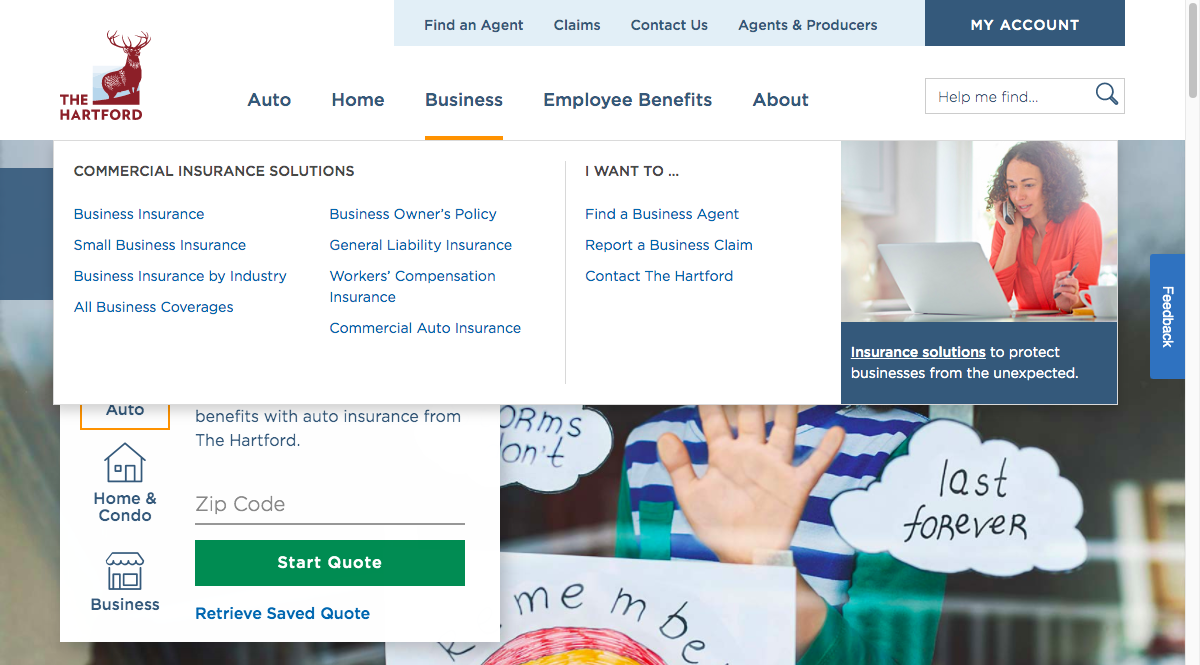 Find an Agent
Claims
Contact Us
Agents & Producers
MY ACCOUNT
THE
HARTFORD
Auto
Home
Business
Employee Benefits
About
Help me find...
COMMERCIAL INSURANCE SOLUTIONS
Business Insurance
Small Business Insurance
Business Insurance by Industry
All Business Coverages
Business Owner's Policy
General Liability Insurance
Workers' Compensation
Insurance
Commercial Auto Insurance
I WANT TO ...
Find a Business Agent
Report a Business Claim
Contact The Hartford
Insurance solutions to protect
businesses from the unexpected.
Feedback
Auto
benefits with auto insurance from
The Hartford.
Home &
Condo
Zip Code
Start Quote
Business
Retrieve Saved Quote
last
forever